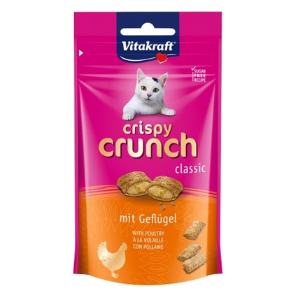 Vitakraft
SUGAR
FREE
RECIPE
crispy
crunch
classic
mit Geflügel
WITH POULTRY
À LA VOLAILLE
CON POLLAME